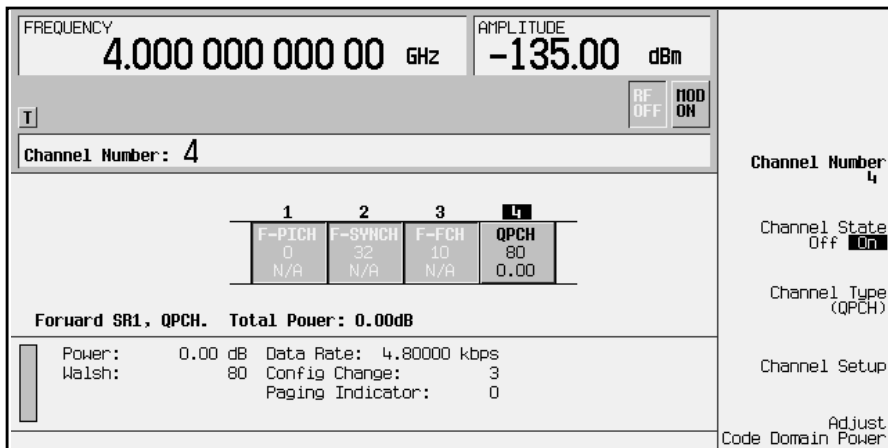 FREQUENCY
4.000 000 000 00 GHz
AMPLITUDE
-135.00 dBm
RF OFF
MOD ON
T
Channel Number: 4
1 2 3 4
F-PICH F-SYNCH F-FCH QPCH
0 32 10 80
N/A N/A N/A 0.00
Forward SR1, QPCH. Total Power: 0.00dB
Power: 0.00 dB Data Rate: 4.80000 kbps
Walsh: 80 Config Change: 3
Paging Indicator: 0
Channel Number
4
Channel State
Off On
Channel Type
(QPCH)
Channel Setup
Adjust
Code Domain Power